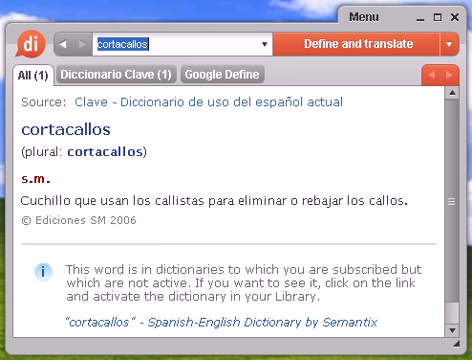 Menu
di
cortacallos
Define and translate
All (1)
Diccionario Clave (1)
Google Define
Source: Clave - Diccionario de uso del español actual
cortacallos
(plural: cortacallos)
s.m.
Cuchillo que usan los callistas para eliminar o rebajar los callos.
© Ediciones SM 2006
i
This word is in dictionaries to which you are subscribed but
which are not active. If you want to see it, click on the link
and activate the dictionary in your Library.
“cortacallos“ - Spanish-English Dictionary by Semantix